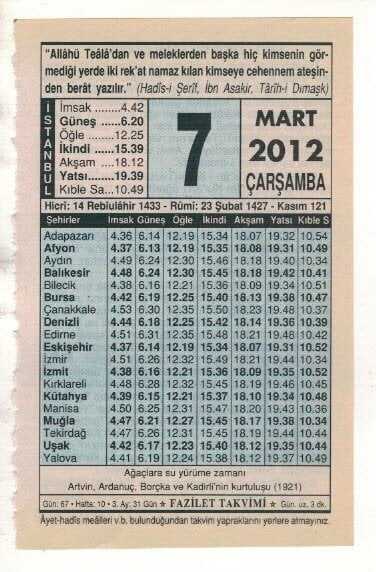 "Allâhü Teâlâ'dan ve meleklerden başka hiç kimsenin gör-
mediği yerde iki rek'at namaz kılan kimseye cehennem ateşin-
den berât yazılır." (Hadîs-i Şerîf, İbn Asakir, Târîh-i Dımaşk)
İSTANBUL
İmsak ......4.42
Güneş ......6.20
Öğle .......12.25
İkindi .....15.39
Akşam ....18.12
Yatsı.......19.39
Kıble Sa...10.49
7
MART
2012
ÇARŞAMBA
Hicrî: 14 Rebîulâhir 1433 - Rûmî: 23 Şubat 1427 - Kasım 121
Şehirler İmsak Güneş Öğle İkindi Akşam Yatsı Kıble S
Adapazarı 4.36 6.14 12.19 15.34 18.07 19.32 10.54
Afyon 4.37 6.13 12.19 15.35 18.08 19.31 10.49
Aydın 4.49 6.24 12.30 15.46 18.18 19.40 10.34
Balıkesir 4.48 6.24 12.30 15.45 18.18 19.42 10.41
Bilecik 4.38 6.16 12.21 15.36 18.09 19.34 10.51
Bursa 4.42 6.19 12.25 15.40 18.13 19.38 10.47
Çanakkale 4.53 6.30 12.35 15.50 18.23 19.48 10.37
Denizli 4.44 6.18 12.25 15.42 18.14 19.36 10.39
Edirne 4.51 6.31 12.35 15.48 18.21 19.48 10.42
Eskişehir 4.37 6.14 12.19 15.34 18.07 19.31 10.52
İzmir 4.51 6.26 12.32 15.49 18.21 19.44 10.34
İzmit 4.38 6.16 12.21 15.36 18.09 19.35 10.52
Kırklareli 4.48 6.28 12.32 15.45 18.19 19.46 10.45
Kütahya 4.39 6.15 12.21 15.37 18.10 19.34 10.48
Manisa 4.50 6.25 12.31 15.47 18.20 19.43 10.36
Muğla 4.47 6.21 12.27 15.45 18.17 19.38 10.34
Tekirdağ 4.47 6.26 12.31 15.45 18.19 19.44 10.44
Uşak 4.42 6.17 12.23 15.40 18.12 19.35 10.44
Yalova 4.41 6.19 12.24 15.38 18.12 19.37 10.49
Ağaçlara su yürüme zamanı
Artvin, Ardanuç, Borçka ve Kadirli'nin kurtuluşu (1921)
Gün: 67 • Hafta: 10 • 3. Ay: 31 Gün ★ FAZİLET TAKVİMİ ★ Gün. uz. 3 dk.
Âyet-hadîs meâlleri v.b. bulunduğundan takvim yapraklarını yerlere atmayınız.